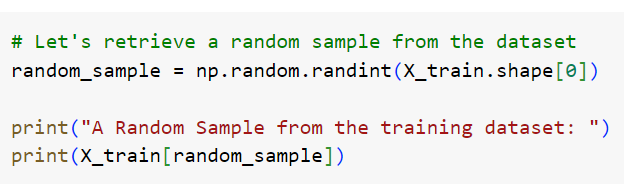 # Let's retrieve a random sample from the dataset
random_sample = np.random.randint(X_train.shape[0])
print("A Random Sample from the training dataset: ")
print(X_train[random_sample])